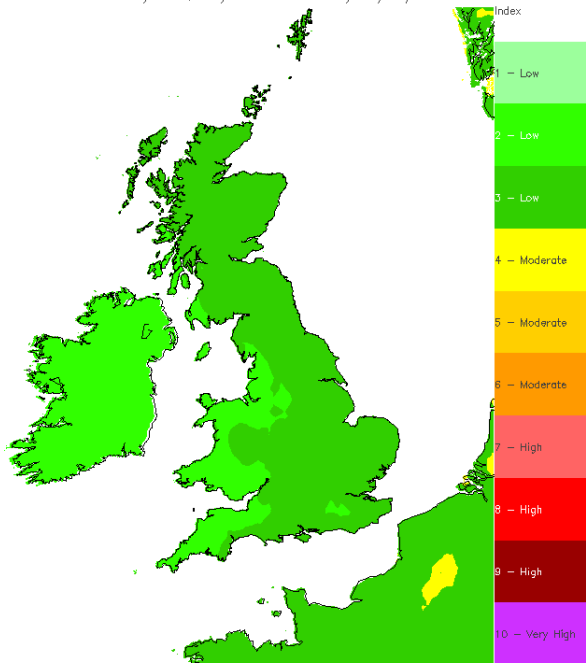 Index
1 - Low
2 - Low
3 - Low
4 - Moderate
5 - Moderate
6 - Moderate
7 - High
8 - High
9 - High
10 - Very High